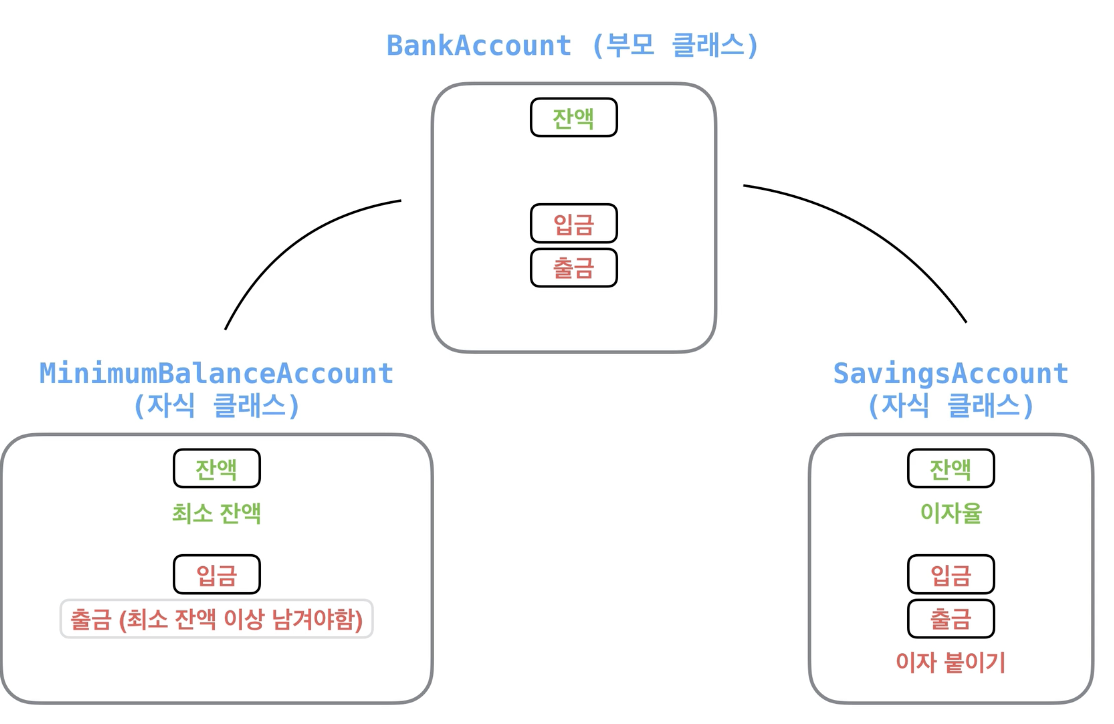 BankAccount (부모 클래스)
잔액
입금
출금
MinimumBalanceAccount
(자식 클래스)
잔액
최소 잔액
입금
출금 (최소 잔액 이상 남겨야함)
SavingsAccount
(자식 클래스)
잔액
이자율
입금
출금
이자 붙이기